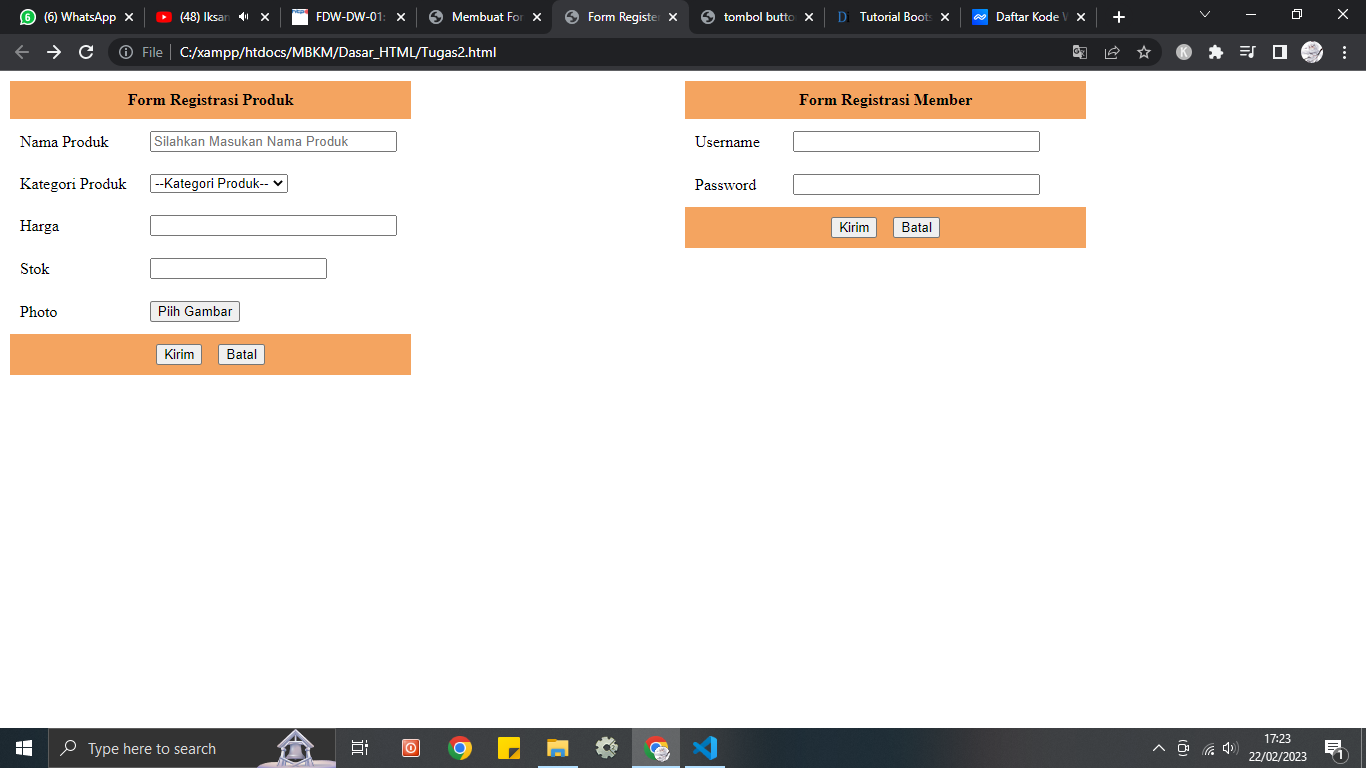 (6) WhatsApp
(48) Iksan
FDW-DW-01:
Membuat For
Form Register
tombol butto
Tutorial Boots
Daftar Kode W
File
C:/xampp/htdocs/MBKM/Dasar_HTML/Tugas2.html
K
Form Registrasi Produk
Nama Produk
Silahkan Masukan Nama Produk
Kategori Produk
--Kategori Produk--
Harga
Stok
Photo
Piih Gambar
Kirim
Batal
Form Registrasi Member
Username
Password
Kirim
Batal
Type here to search
17:23
22/02/2023
1